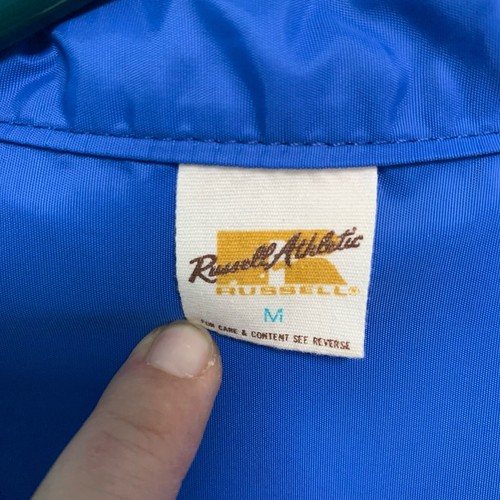 Russell Athletic
RUSSELL®
M
FOR CARE & CONTENT SEE REVERSE